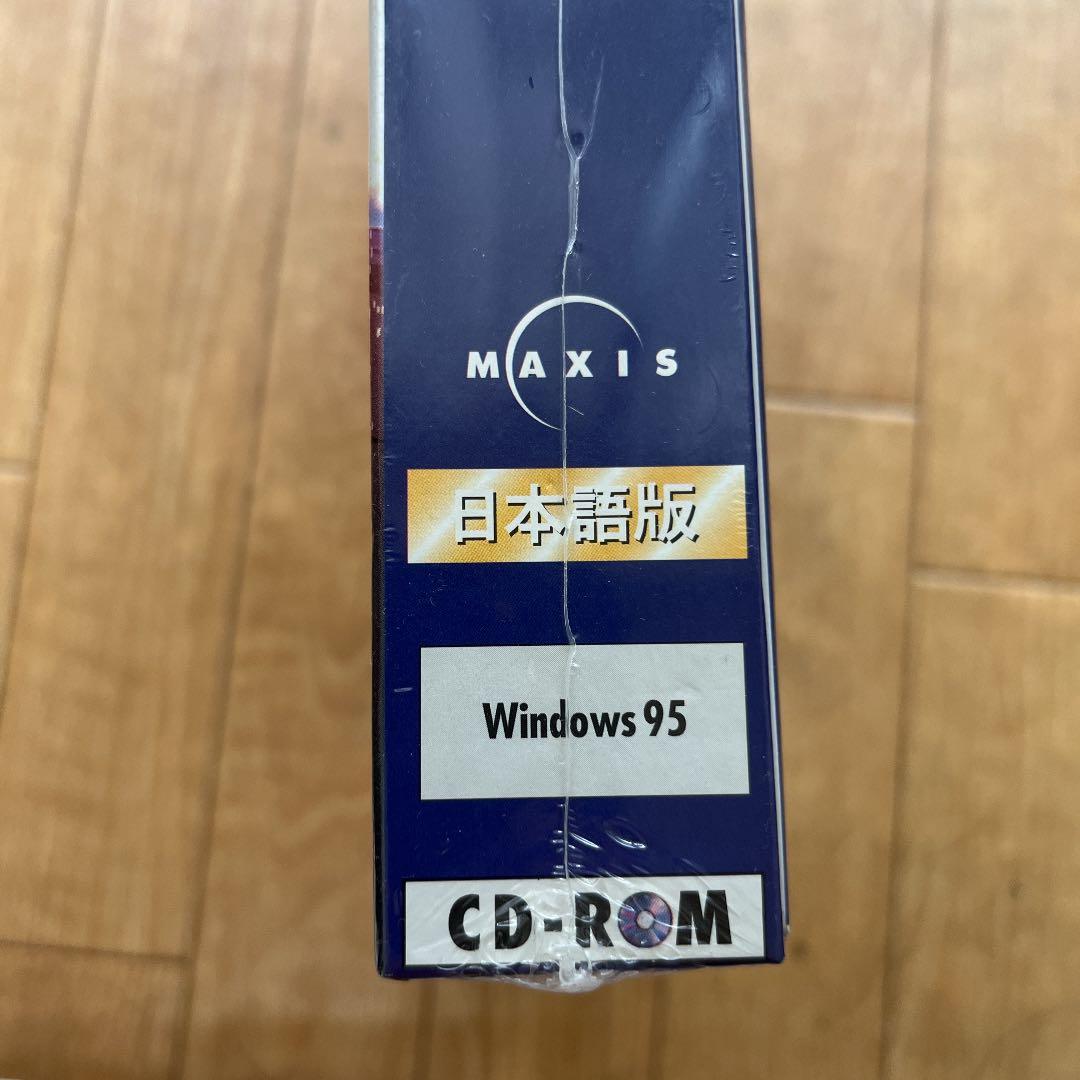 MAXIS
日本語版
Windows 95
CD-ROM